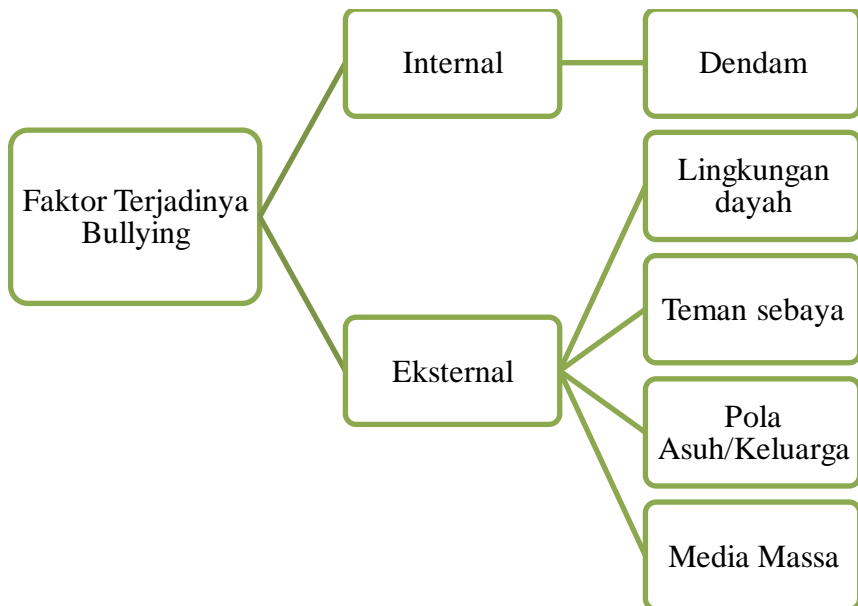 Faktor Terjadinya
Bullying
Internal
Dendam
Eksternal
Lingkungan
dayah
Teman sebaya
Pola
Asuh/Keluarga
Media Massa